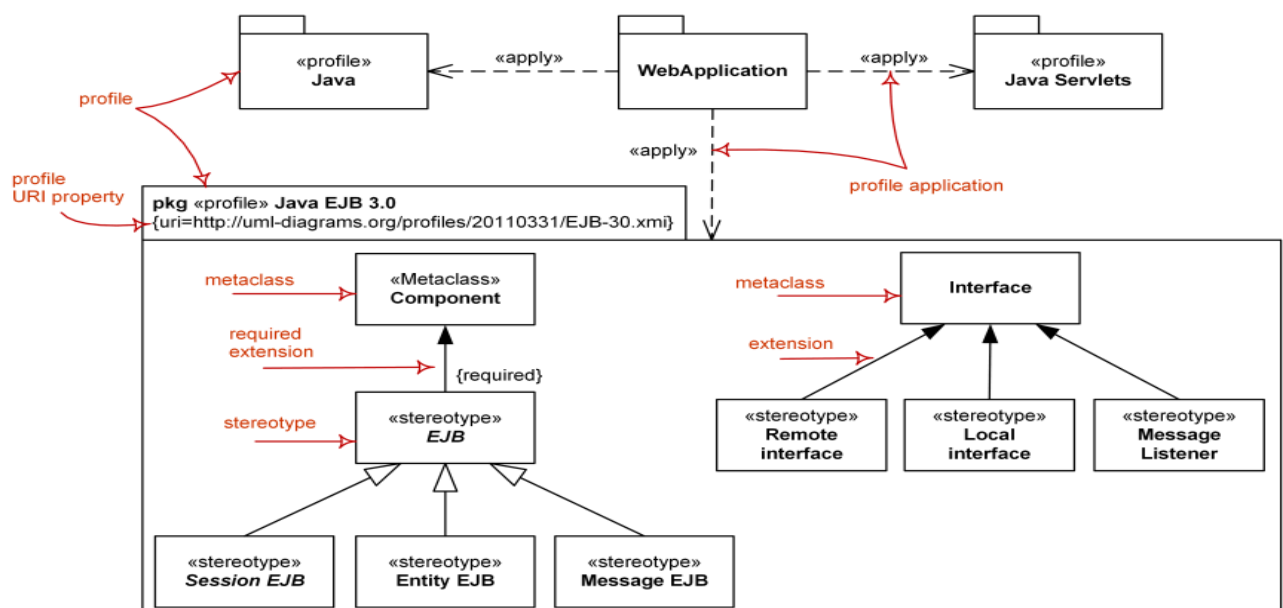 «profile»
Java
«apply»
WebApplication
«apply»
«profile»
Java Servlets
profile
«apply»
profile application
profile
URI property
pkg «profile» Java EJB 3.0
{uri=http://uml-diagrams.org/profiles/20110331/EJB-30.xmi}
metaclass
«Metaclass»
Component
metaclass
Interface
required
extension
{required}
extension
stereotype
«stereotype»
EJB
«stereotype»
Remote
interface
«stereotype»
Local
interface
«stereotype»
Message
Listener
«stereotype»
Session EJB
«stereotype»
Entity EJB
«stereotype»
Message EJB